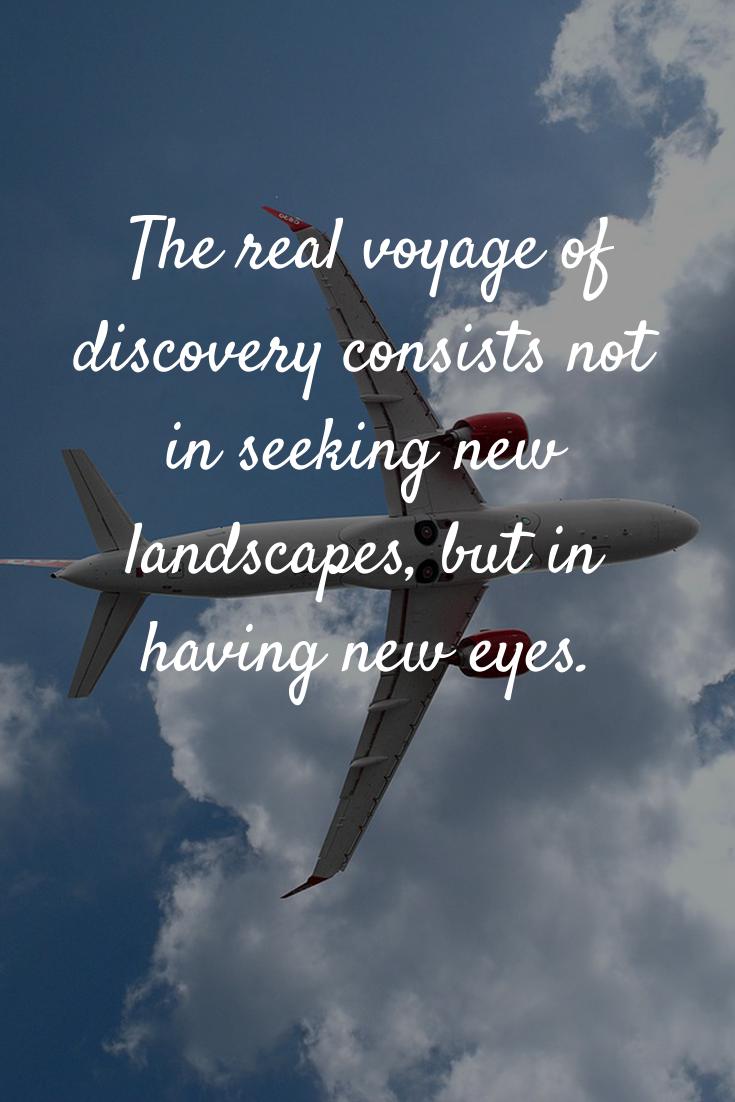 The real voyage of
discovery consists not
in seeking new
landscapes, but in
having new eyes.